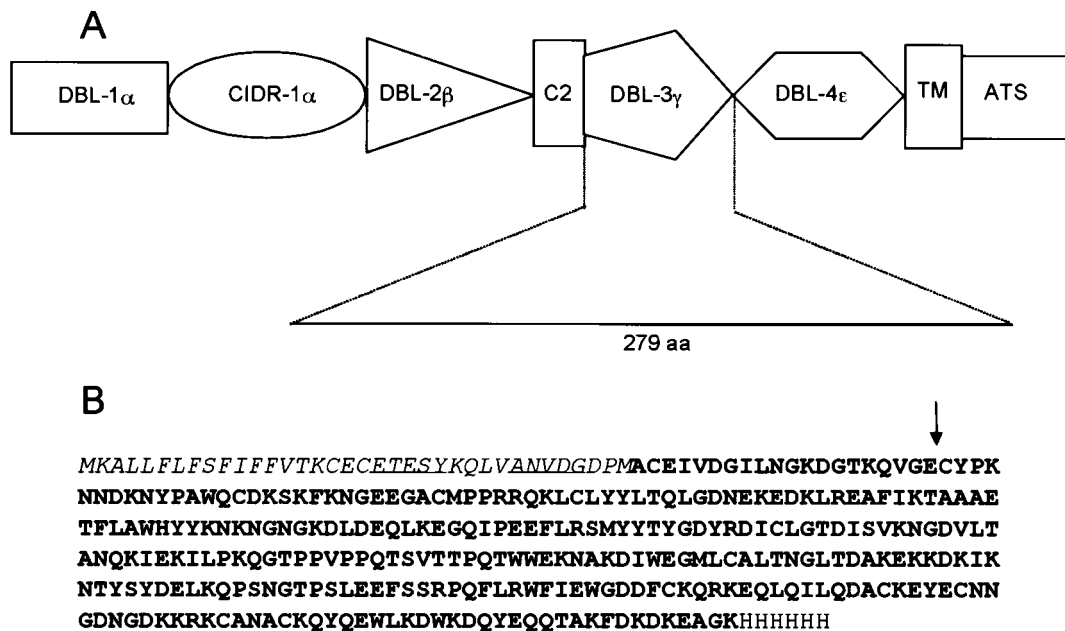 A
DBL-1α CIDR-1α DBL-2β C2 DBL-3γ DBL-4ε TM ATS
279 aa
B
MKALLFLFSFIFFVTKCECETESYKQLVANVDGDPMACEIVDGILNGKDGTKQVGECYPK
NNDKNYPAWQCDKSKFKNGEEGACMPPRRQKLCLYYLTQLGDNEKEDKLREAFIKTAAAE
TFLAWHYYKNKNGNGKDLDEQLKEGQIPEEFLRSMYYTYGDYRDICLGTDISVKNGDVLT
ANQKIEKILPKQGTPPVPPQTSVTTPQTWWEKNAKDIWEGMLCALTNGLTDAKEKKDKIK
NTYSYDELKQPSNGTPSLEEFSSRPQFLRWFIEWGDDFCKQRKEQLQILQDACKEYECNN
GDNGDKKRKCANACKQYQEWLKDWKDQYEQQTAKFDKDKEAGKHHHHHH